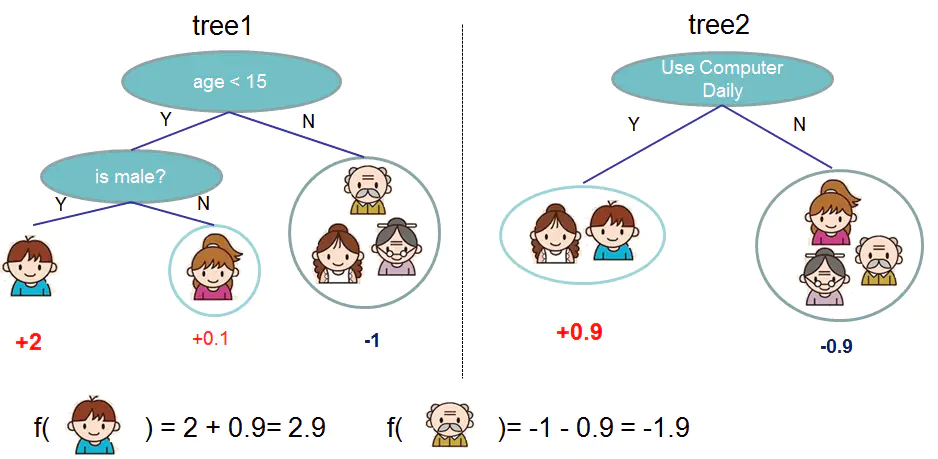 tree1
tree2
age < 15
Use Computer
Daily
Y
N
Y
N
is male?
Y
N
+2
+0.1
-1
+0.9
-0.9
f( ) = 2 + 0.9= 2.9
f( )= -1 - 0.9 = -1.9